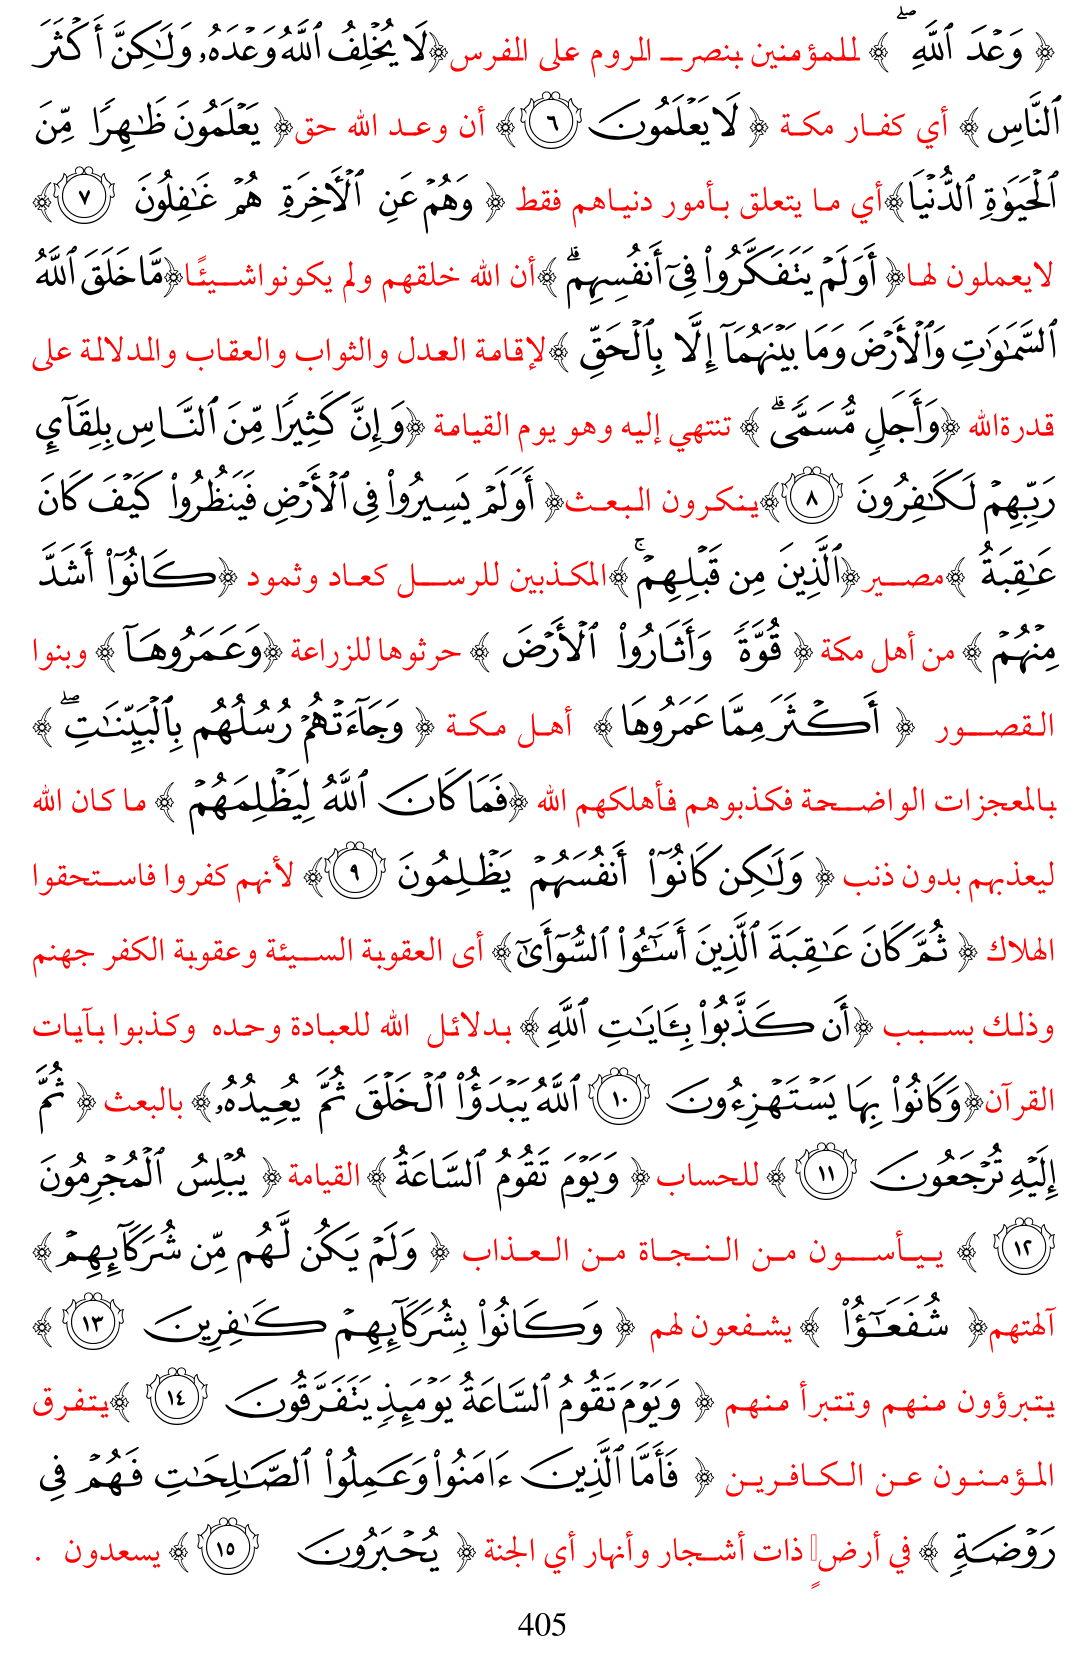 ﴿ وَعْدَ ٱللَّهِ ۖ ﴾ للمؤمنين بنصر الروم على الفرس ﴿ لَا يُخْلِفُ ٱللَّهُ وَعْدَهُۥ وَلَٰكِنَّ أَكْثَرَ
ٱلنَّاسِ ﴾ أي كفار مكة ﴿ لَا يَعْلَمُونَ ٦ ﴾ أن وعد الله حق ﴿ يَعْلَمُونَ ظَٰهِرًا مِّنَ
ٱلْحَيَوٰةِ ٱلدُّنْيَا ﴾ أي ما يتعلق بأمور دنياهم فقط ﴿ وَهُمْ عَنِ ٱلْأَخِرَةِ هُمْ غَٰفِلُونَ ٧ ﴾
لايعملون لها ﴿ أَوَلَمْ يَتَفَكَّرُوا۟ فِىٓ أَنفُسِهِم ۗ ﴾ أن الله خلقهم ولم يكونواشيئًا ﴿ مَّا خَلَقَ ٱللَّهُ
ٱلسَّمَٰوَٰتِ وَٱلْأَرْضَ وَمَا بَيْنَهُمَآ إِلَّا بِٱلْحَقِّ ﴾ لإقامة العدل والثواب والعقاب والدلالة على
قدرةالله ﴿ وَأَجَلٍ مُّسَمًّى ۗ ﴾ تنتهي إليه وهو يوم القيامة ﴿ وَإِنَّ كَثِيرًا مِّنَ ٱلنَّاسِ بِلِقَآئِ
رَبِّهِمْ لَكَٰفِرُونَ ٨ ﴾ ينكرون البعث ﴿ أَوَلَمْ يَسِيرُوا۟ فِى ٱلْأَرْضِ فَيَنظُرُوا۟ كَيْفَ كَانَ
عَٰقِبَةُ ﴾ مصير ﴿ ٱلَّذِينَ مِن قَبْلِهِمْ ۚ ﴾ المكذبين للرسل كعاد وثمود ﴿ كَانُوٓا۟ أَشَدَّ
مِنْهُمْ ﴾ من أهل مكة ﴿ قُوَّةً وَأَثَارُوا۟ ٱلْأَرْضَ ﴾ حرثوها للزراعة ﴿ وَعَمَرُوهَآ ﴾ وبنوا
القصور ﴿ أَكْثَرَ مِمَّا عَمَرُوهَا ﴾ أهل مكة ﴿ وَجَآءَتْهُمْ رُسُلُهُم بِٱلْبَيِّنَٰتِ ۖ ﴾
بالمعجزات الواضحة فكذبوهم فأهلكهم الله ﴿ فَمَا كَانَ ٱللَّهُ لِيَظْلِمَهُمْ ﴾ ما كان الله
ليعذبهم بدون ذنب ﴿ وَلَٰكِن كَانُوٓا۟ أَنفُسَهُمْ يَظْلِمُونَ ٩ ﴾ لأنهم كفروا فاستحقوا
الهلاك ﴿ ثُمَّ كَانَ عَٰقِبَةَ ٱلَّذِينَ أَسَٰٓـُٔوا۟ ٱلسُّوٓأَىٰٓ ﴾ أى العقوبة السيئة وعقوبة الكفر جهنم
وذلك بسبب ﴿ أَن كَذَّبُوا۟ بِـَٔايَٰتِ ٱللَّهِ ﴾ بدلائل الله للعبادة وحده وكذبوا بآيات
القرآن ﴿ وَكَانُوا۟ بِهَا يَسْتَهْزِءُونَ ١٠ ٱللَّهُ يَبْدَؤُا۟ ٱلْخَلْقَ ثُمَّ يُعِيدُهُۥ ﴾ بالبعث ﴿ ثُمَّ
إِلَيْهِ تُرْجَعُونَ ١١ ﴾ للحساب ﴿ وَيَوْمَ تَقُومُ ٱلسَّاعَةُ ﴾ القيامة ﴿ يُبْلِسُ ٱلْمُجْرِمُونَ
١٢ ﴾ ييأسون من النجاة من العذاب ﴿ وَلَمْ يَكُن لَّهُم مِّن شُرَكَآئِهِمْ ﴾
آلهتهم ﴿ شُفَعَٰٓؤُا۟ ﴾ يشفعون لهم ﴿ وَكَانُوا۟ بِشُرَكَآئِهِمْ كَٰفِرِينَ ١٣ ﴾
يتبرؤون منهم وتتبرأ منهم ﴿ وَيَوْمَ تَقُومُ ٱلسَّاعَةُ يَوْمَئِذٍ يَتَفَرَّقُونَ ١٤ ﴾ يتفرق
المؤمنون عن الكافرين ﴿ فَأَمَّا ٱلَّذِينَ ءَامَنُوا۟ وَعَمِلُوا۟ ٱلصَّٰلِحَٰتِ فَهُمْ فِى
رَوْضَةٍ ﴾ في أرضٍ ذات أشجار وأنهار أي الجنة ﴿ يُحْبَرُونَ ١٥ ﴾ يسعدون .
405